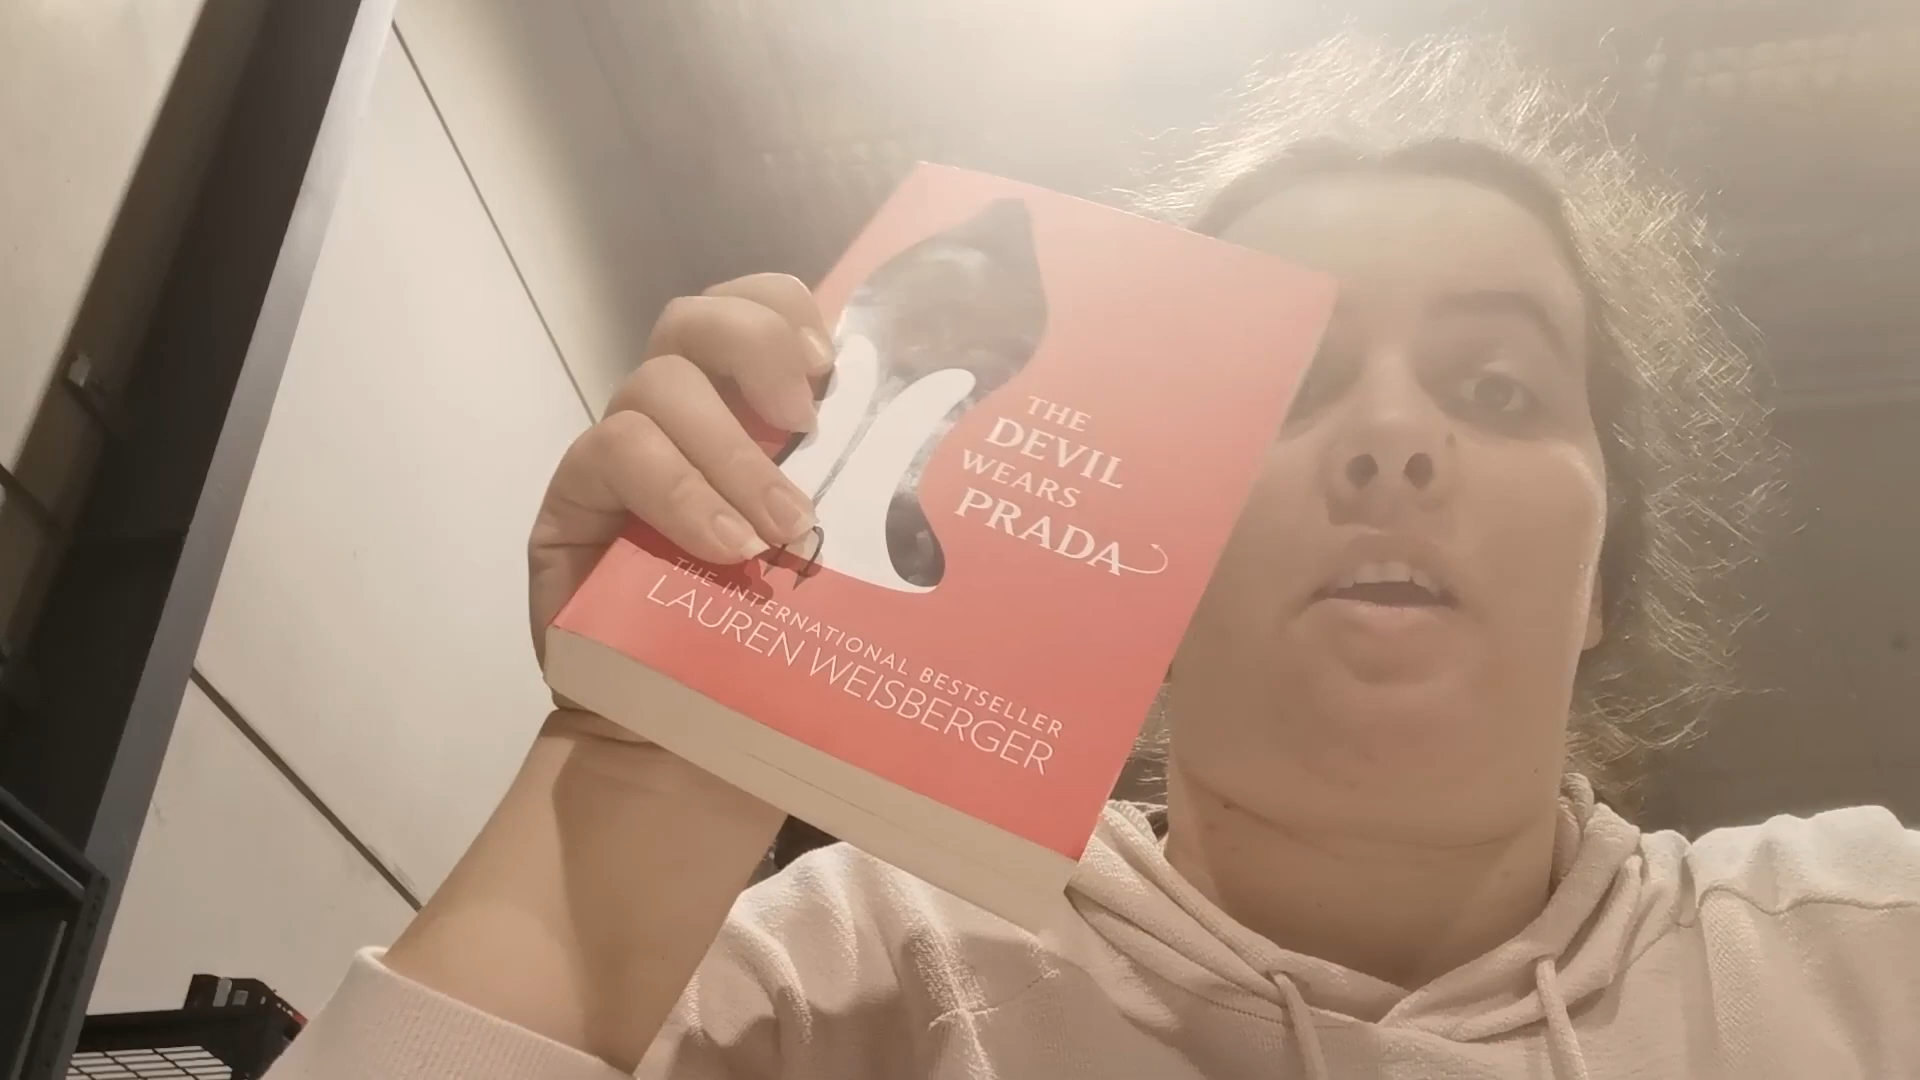 THE
DEVIL
WEARS
PRADA
THE INTERNATIONAL BESTSELLER
LAUREN WEISBERGER